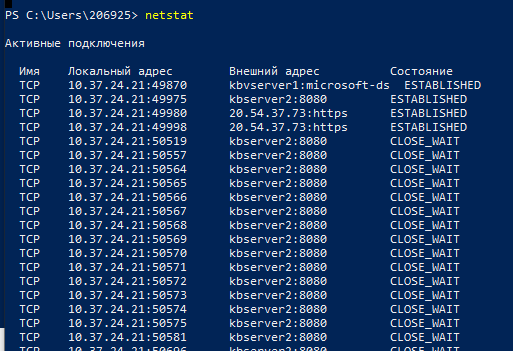 PS C:\Users\206925> netstat
Активные подключения
Имя Локальный адрес Внешний адрес Состояние
TCP 10.37.24.21:49870 kbvserver1:microsoft-ds ESTABLISHED
TCP 10.37.24.21:49975 kbserver2:8080 ESTABLISHED
TCP 10.37.24.21:49980 20.54.37.73:https ESTABLISHED
TCP 10.37.24.21:49998 20.54.37.73:https ESTABLISHED
TCP 10.37.24.21:50519 kbserver2:8080 CLOSE_WAIT
TCP 10.37.24.21:50557 kbserver2:8080 CLOSE_WAIT
TCP 10.37.24.21:50564 kbserver2:8080 CLOSE_WAIT
TCP 10.37.24.21:50565 kbserver2:8080 CLOSE_WAIT
TCP 10.37.24.21:50566 kbserver2:8080 CLOSE_WAIT
TCP 10.37.24.21:50567 kbserver2:8080 CLOSE_WAIT
TCP 10.37.24.21:50568 kbserver2:8080 CLOSE_WAIT
TCP 10.37.24.21:50569 kbserver2:8080 CLOSE_WAIT
TCP 10.37.24.21:50570 kbserver2:8080 CLOSE_WAIT
TCP 10.37.24.21:50571 kbserver2:8080 CLOSE_WAIT
TCP 10.37.24.21:50572 kbserver2:8080 CLOSE_WAIT
TCP 10.37.24.21:50573 kbserver2:8080 CLOSE_WAIT
TCP 10.37.24.21:50574 kbserver2:8080 CLOSE_WAIT
TCP 10.37.24.21:50575 kbserver2:8080 CLOSE_WAIT
TCP 10.37.24.21:50581 kbserver2:8080 CLOSE_WAIT
TCP kbserver2:8080 CLOSE_WAIT